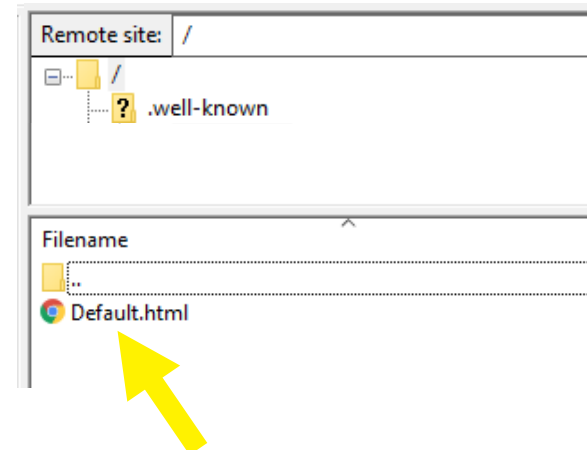 Remote site: /
/
? .well-known
Filename
..
Default.html